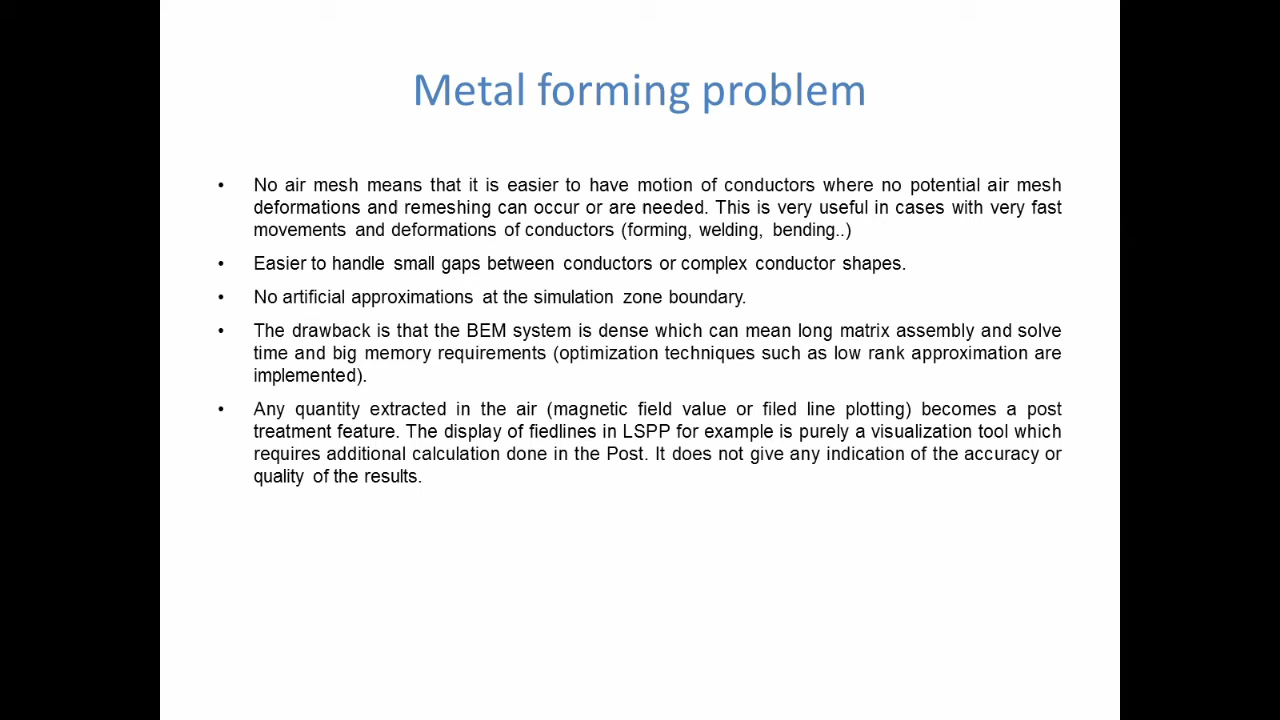 Metal forming problem
• No air mesh means that it is easier to have motion of conductors where no potential air mesh
deformations and remeshing can occur or are needed. This is very useful in cases with very fast
movements and deformations of conductors (forming, welding, bending..)
• Easier to handle small gaps between conductors or complex conductor shapes.
• No artificial approximations at the simulation zone boundary.
• The drawback is that the BEM system is dense which can mean long matrix assembly and solve
time and big memory requirements (optimization techniques such as low rank approximation are
implemented).
• Any quantity extracted in the air (magnetic field value or filed line plotting) becomes a post
treatment feature. The display of fiedlines in LSPP for example is purely a visualization tool which
requires additional calculation done in the Post. It does not give any indication of the accuracy or
quality of the results.